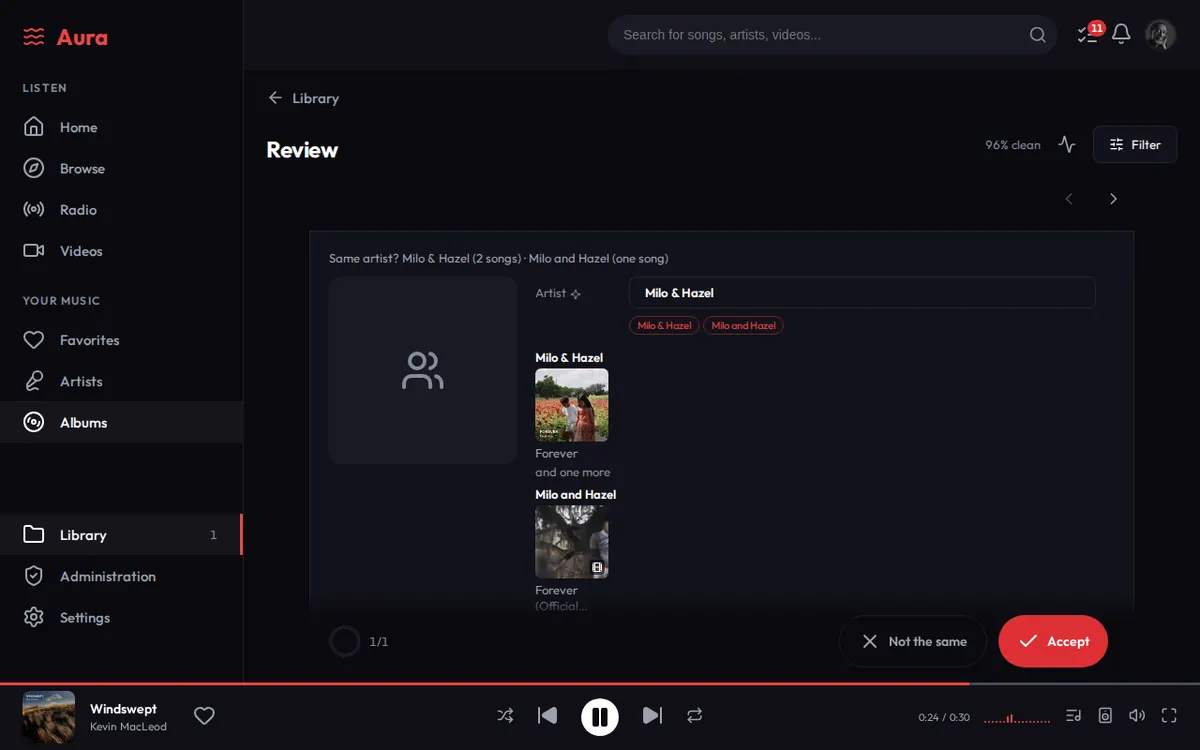 Aura
Search for songs, artists, videos...
11
LISTEN
Home
Browse
Radio
Videos
YOUR MUSIC
Favorites
Artists
Albums
Library 1
Administration
Settings
Library
Review
96% clean
Filter
Same artist? Milo & Hazel (2 songs) · Milo and Hazel (one song)
Artist
Milo & Hazel
Milo & Hazel Milo and Hazel
Milo & Hazel
Forever
and one more
Milo and Hazel
Forever
(Official...
1/1
Not the same
Accept
Windswept
Kevin MacLeod
0:24 / 0:30